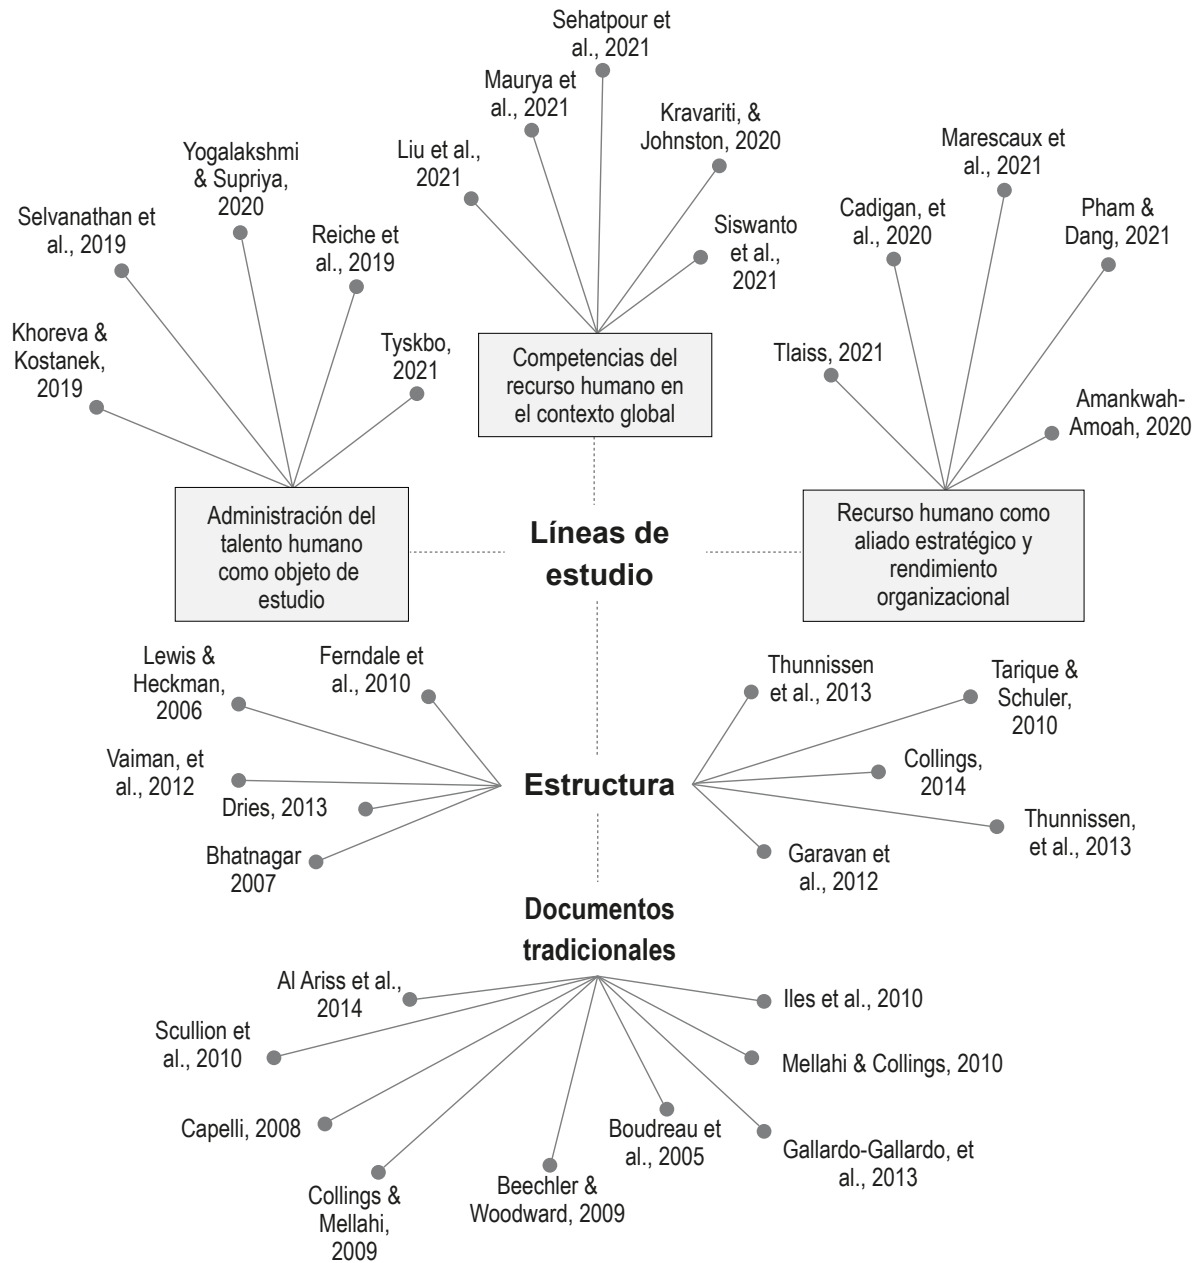 Sehatpour et
al., 2021
Maurya et
al., 2021
Kravariti, &
Johnston, 2020
Liu et al.,
2021
Siswanto
et al.,
2021
Yogalakshmi
& Supriya,
2020
Selvanathan et
al., 2019
Reiche et
al., 2019
Khoreva &
Kostanek,
2019
Tyskbo,
2021
Marescaux et
al., 2021
Cadigan, et
al., 2020
Pham &
Dang, 2021
Tlaiss, 2021
Amankwah-
Amoah, 2020
Competencias del
recurso humano en
el contexto global
Administración del
talento humano
como objeto de
estudio
Líneas de
estudio
Recurso humano como
aliado estratégico y
rendimiento
organizacional
Lewis &
Heckman,
2006
Ferndale et
al., 2010
Vaiman, et
al., 2012
Dries, 2013
Bhatnagar
2007
Estructura
Thunnissen
et al., 2013
Tarique &
Schuler,
2010
Collings,
2014
Thunnissen,
et al., 2013
Garavan et
al., 2012
Documentos
tradicionales
Al Ariss et al.,
2014
Scullion et
al., 2010
Capelli, 2008
Collings &
Mellahi,
2009
Beechler &
Woodward, 2009
Boudreau et
al., 2005
Iles et al., 2010
Mellahi & Collings, 2010
Gallardo-Gallardo, et
al., 2013